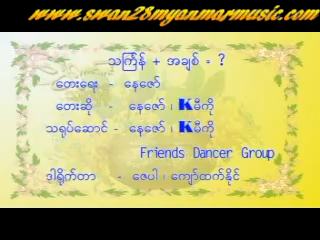 www.swan28myanmarmusic.com
သင်္ကြန် + အချစ် = ?
တေးရေး - နေဇော်
တေးဆို - နေဇော် ၊ Kမီကို
သရုပ်ဆောင် - နေဇော် ၊ Kမီကို
Friends Dancer Group
ဒါရိုက်တာ - ဇေပါ ၊ ကျော်ထက်နိုင်